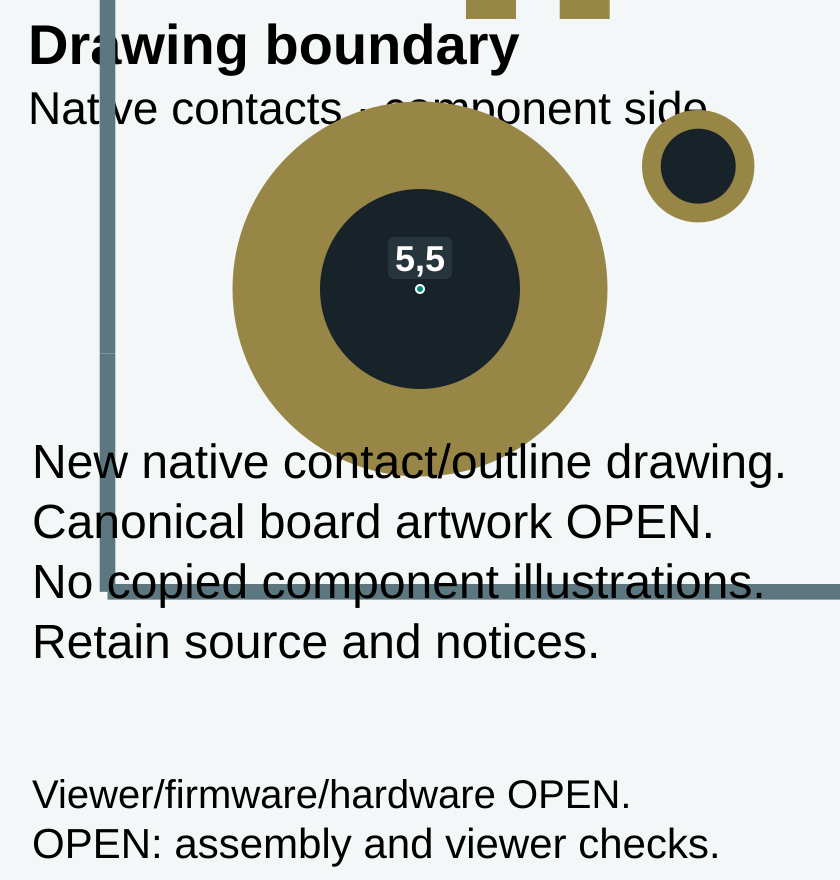 Drawing boundary
Native contacts - component side
5,5
New native contact/outline drawing.
Canonical board artwork OPEN.
No copied component illustrations.
Retain source and notices.
Viewer/firmware/hardware OPEN.
OPEN: assembly and viewer checks.